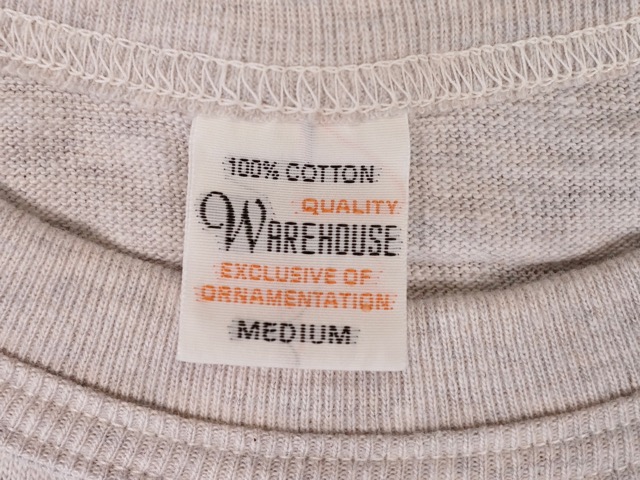 100% COTTON
QUALITY
WAREHOUSE
EXCLUSIVE OF
ORNAMENTATION
MEDIUM